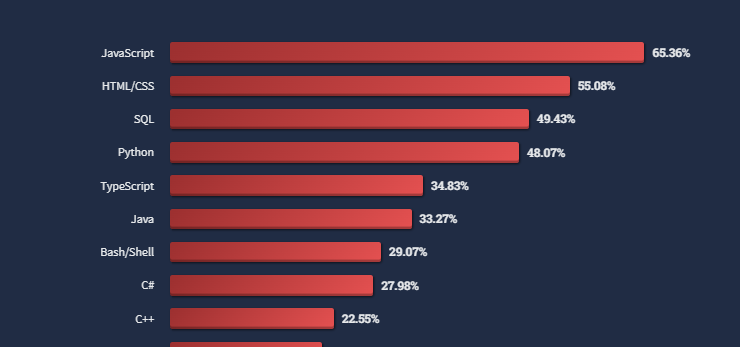 JavaScript 65.36%
HTML/CSS 55.08%
SQL 49.43%
Python 48.07%
TypeScript 34.83%
Java 33.27%
Bash/Shell 29.07%
C# 27.98%
C++ 22.55%